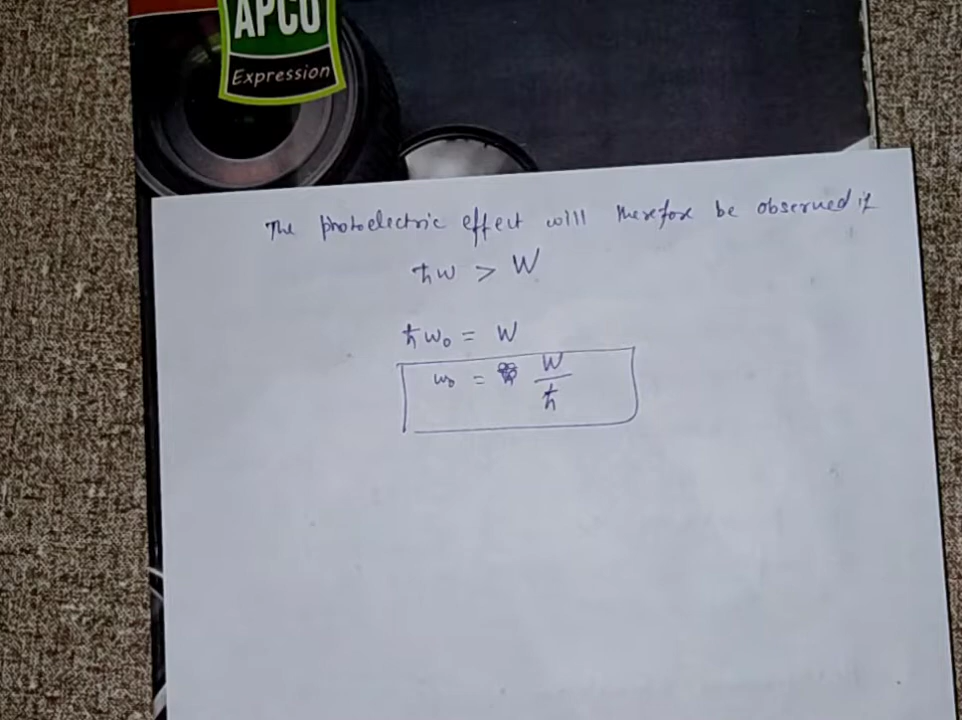 APCO
Expression
The photoelectric effect will therefore be observed if
ħω > W
ħω₀ = W
ω₀ = W/ħ